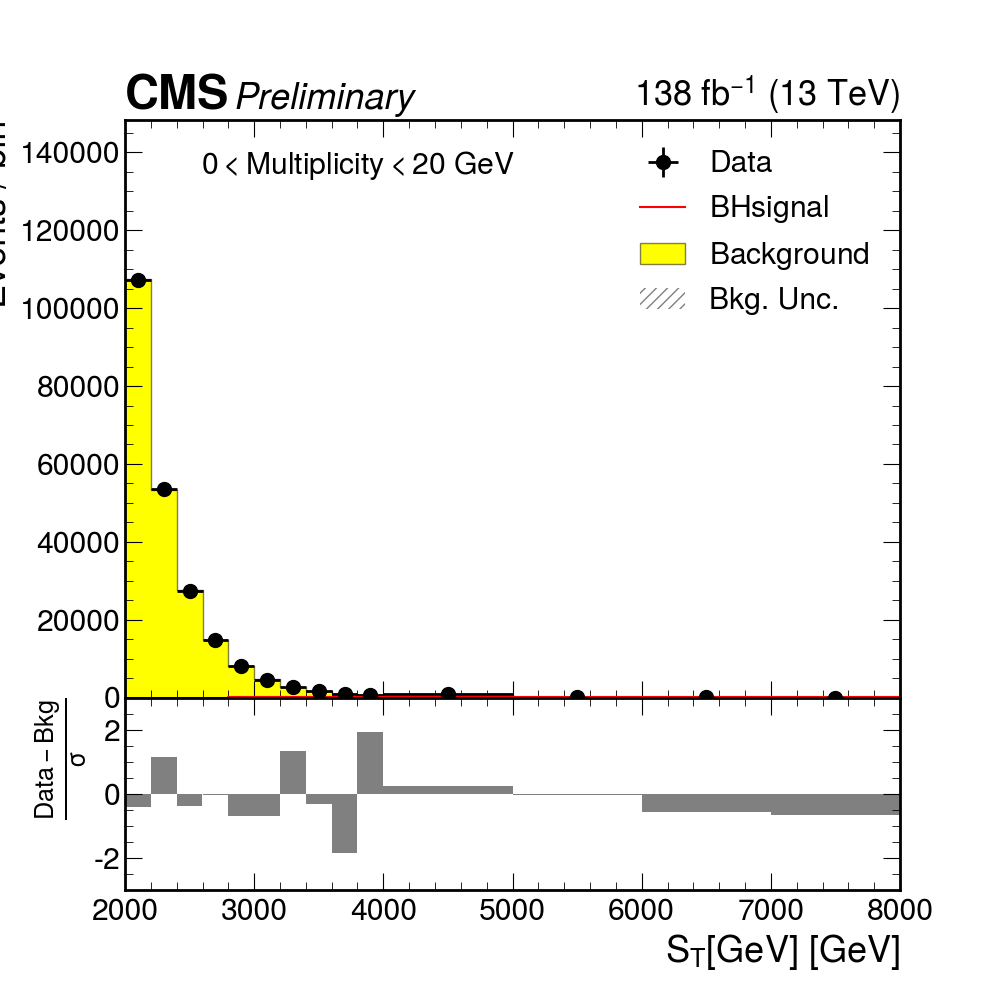 CMS Preliminary 138 fb⁻¹ (13 TeV)
0 < Multiplicity < 20 GeV
Data
BHsignal
Background
Bkg. Unc.
Events / bin
140000
120000
100000
80000
60000
40000
20000
0
Data − Bkg
σ
2
0
-2
2000 3000 4000 5000 6000 7000 8000
S_T[GeV] [GeV]